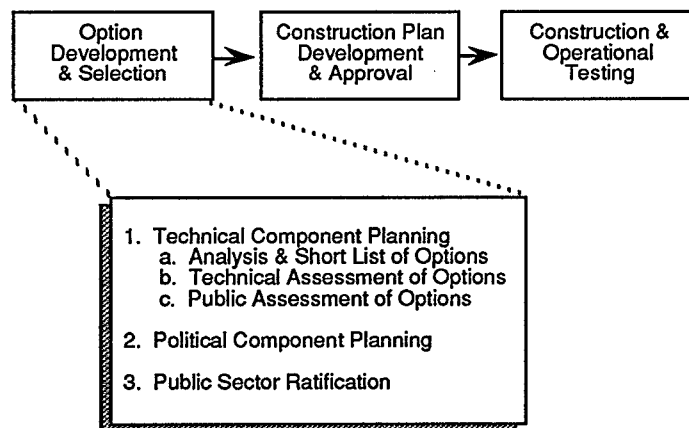 Option
Development
& Selection
Construction Plan
Development
& Approval
Construction &
Operational
Testing
1. Technical Component Planning
a. Analysis & Short List of Options
b. Technical Assessment of Options
c. Public Assessment of Options
2. Political Component Planning
3. Public Sector Ratification